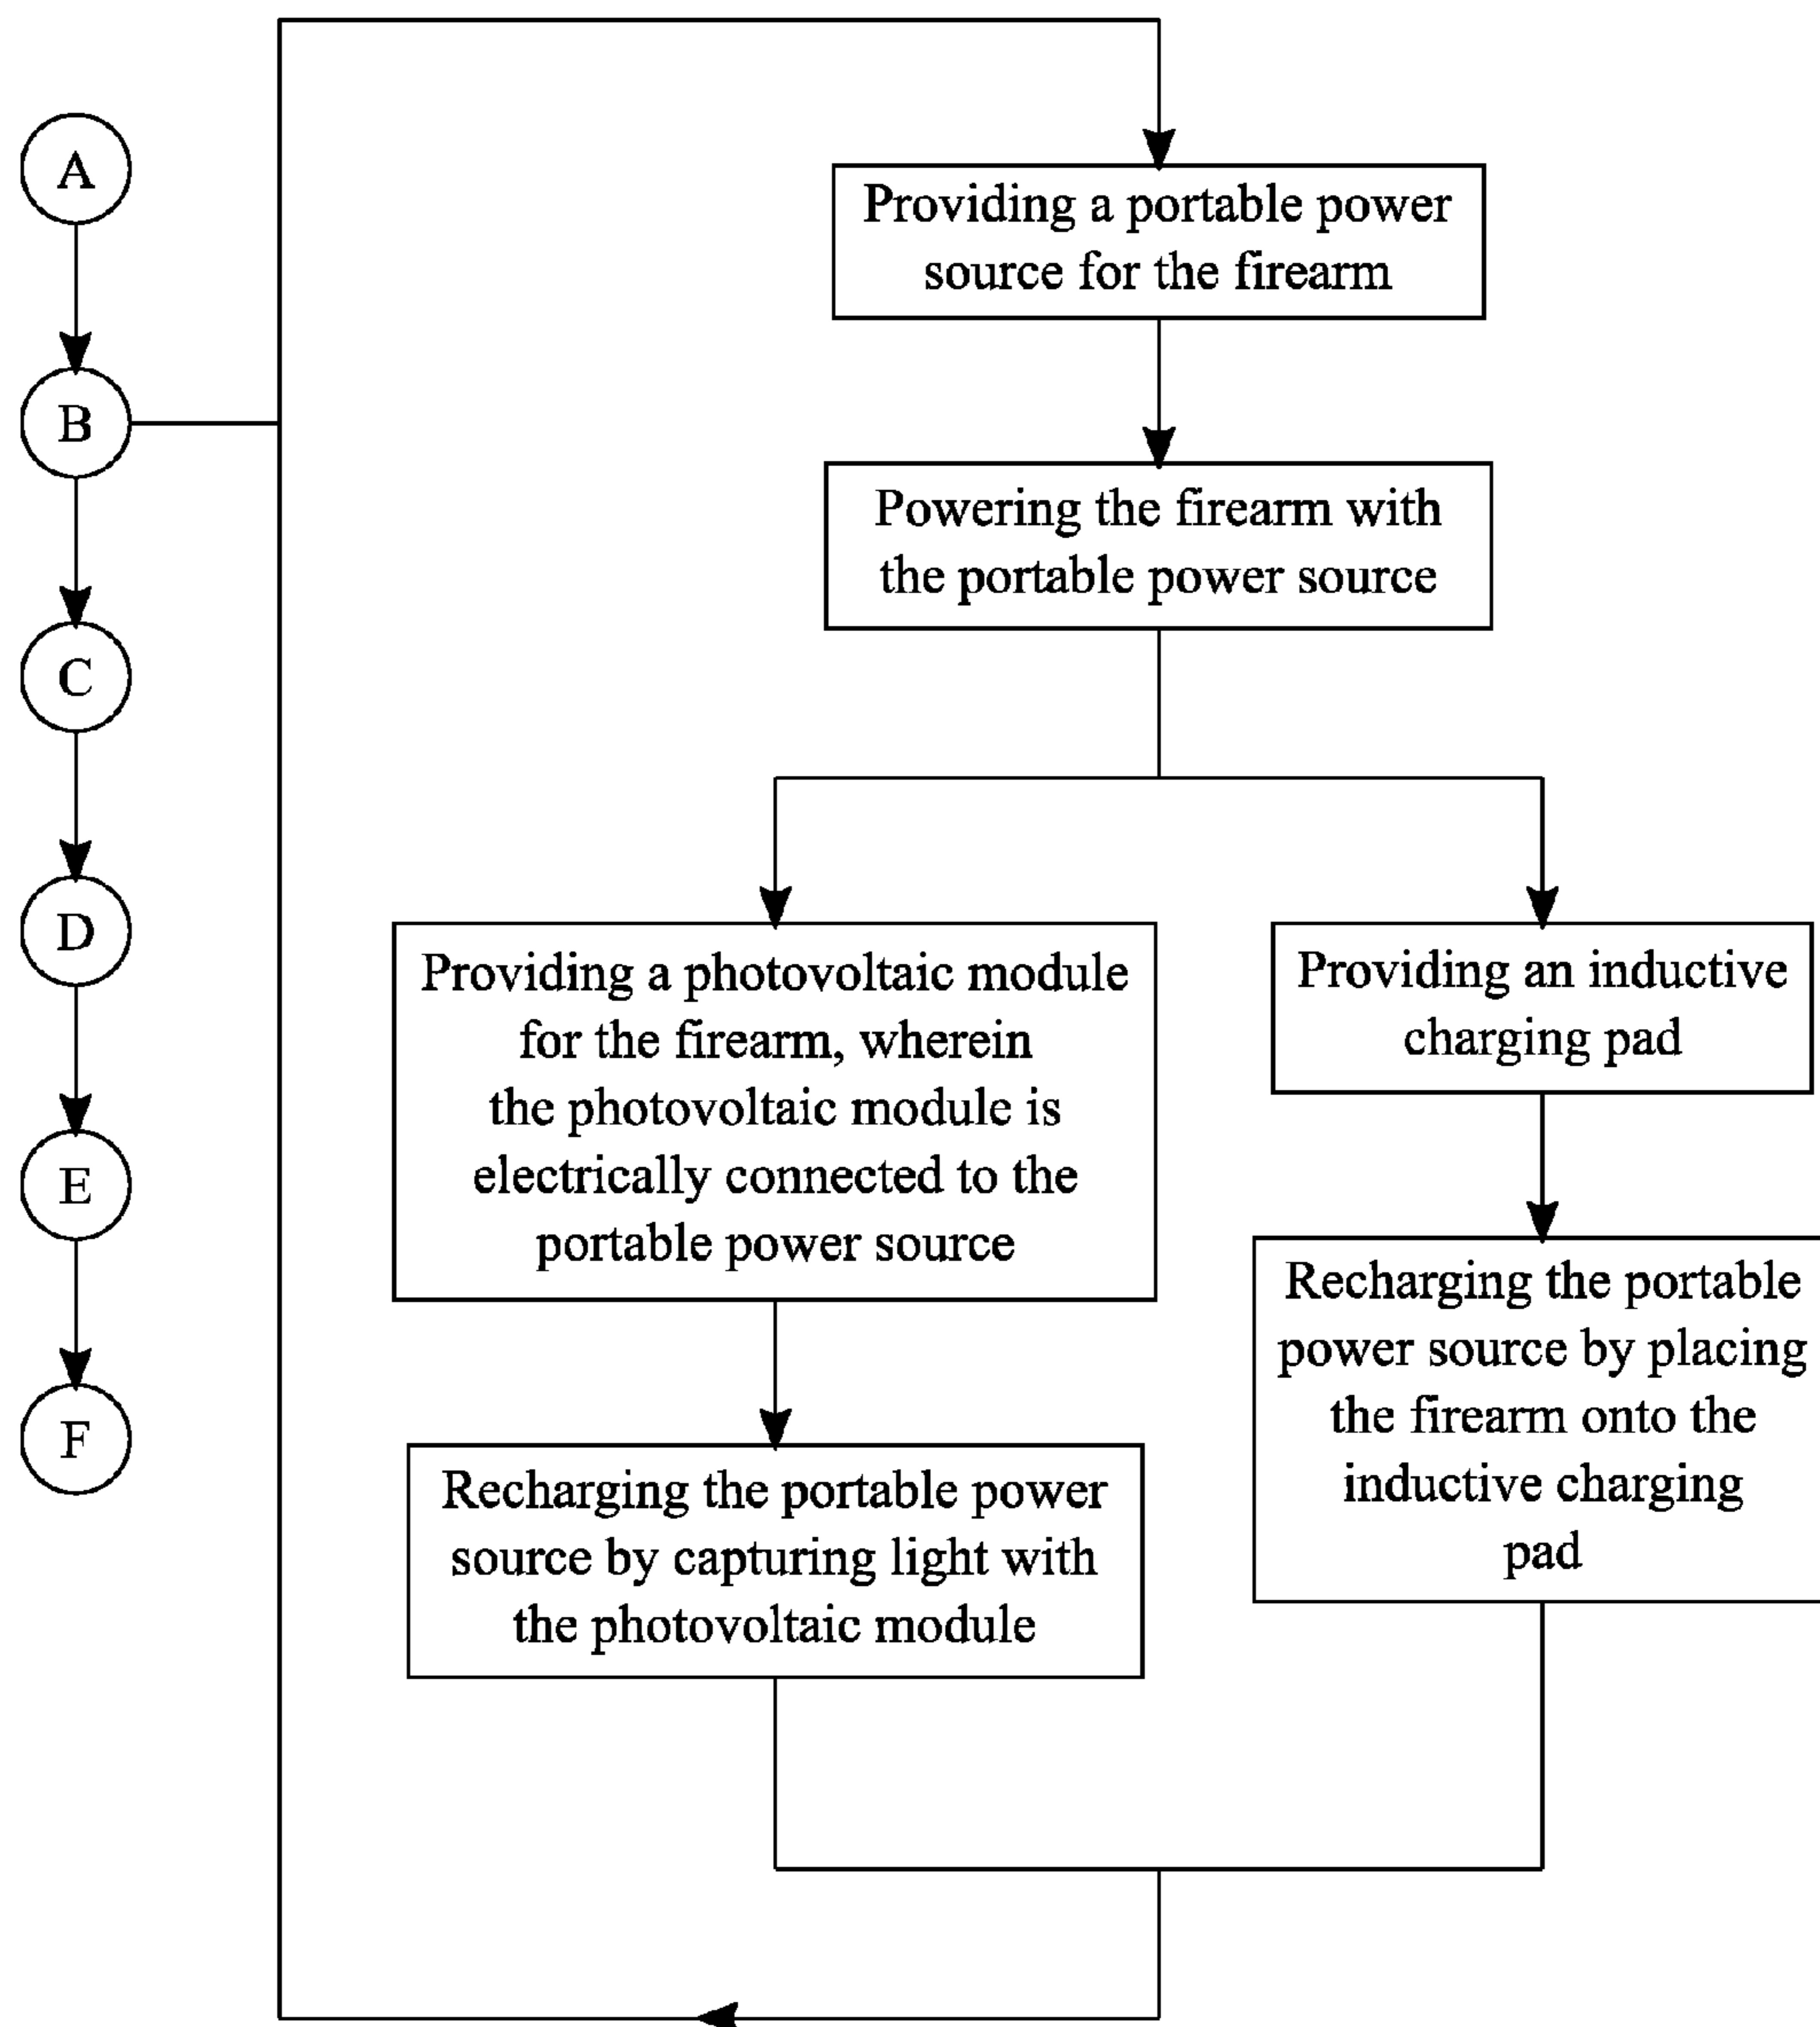 A
B
C
D
E
F
Providing a portable power
source for the firearm
Powering the firearm with
the portable power source
Providing a photovoltaic module
for the firearm, wherein
the photovoltaic module is
electrically connected to the
portable power source
Recharging the portable power
source by capturing light with
the photovoltaic module
Providing an inductive
charging pad
Recharging the portable
power source by placing
the firearm onto the
inductive charging
pad